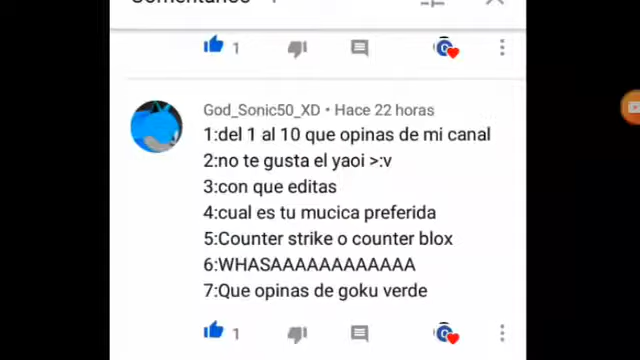 Comentarios
1
God_Sonic50_XD • Hace 22 horas
1:del 1 al 10 que opinas de mi canal
2:no te gusta el yaoi >:v
3:con que editas
4:cual es tu mucica preferida
5:Counter strike o counter blox
6:WHASAAAAAAAAAAAA
7:Que opinas de goku verde
1